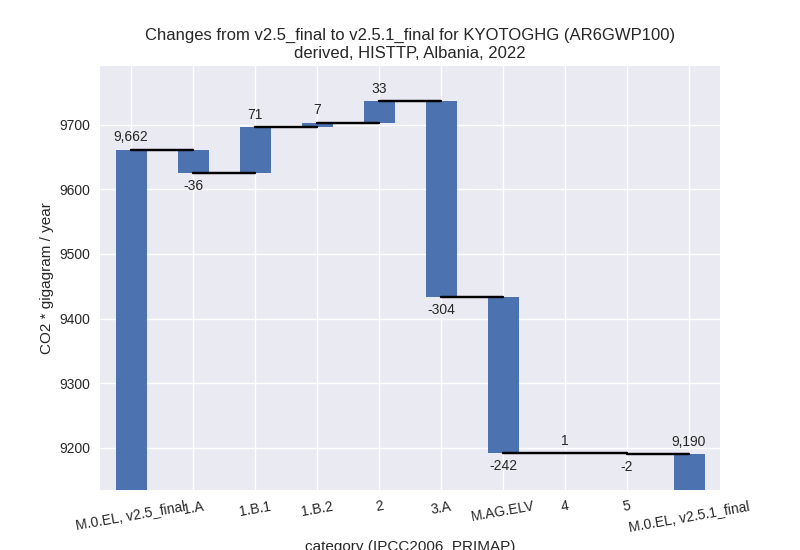 Changes from v2.5_final to v2.5.1_final for KYOTOGHG (AR6GWP100)
derived, HISTTP, Albania, 2022
CO2 * gigagram / year
9700
9600
9500
9400
9300
9200
9,662
-36
71
7
33
-304
-242
1
-2
9,190
M.0.EL, v2.5_final
1.A
1.B.1
1.B.2
2
3.A
M.AG.ELV
4
5
M.0.EL, v2.5.1_final
category (IPCC2006_PRIMAP)